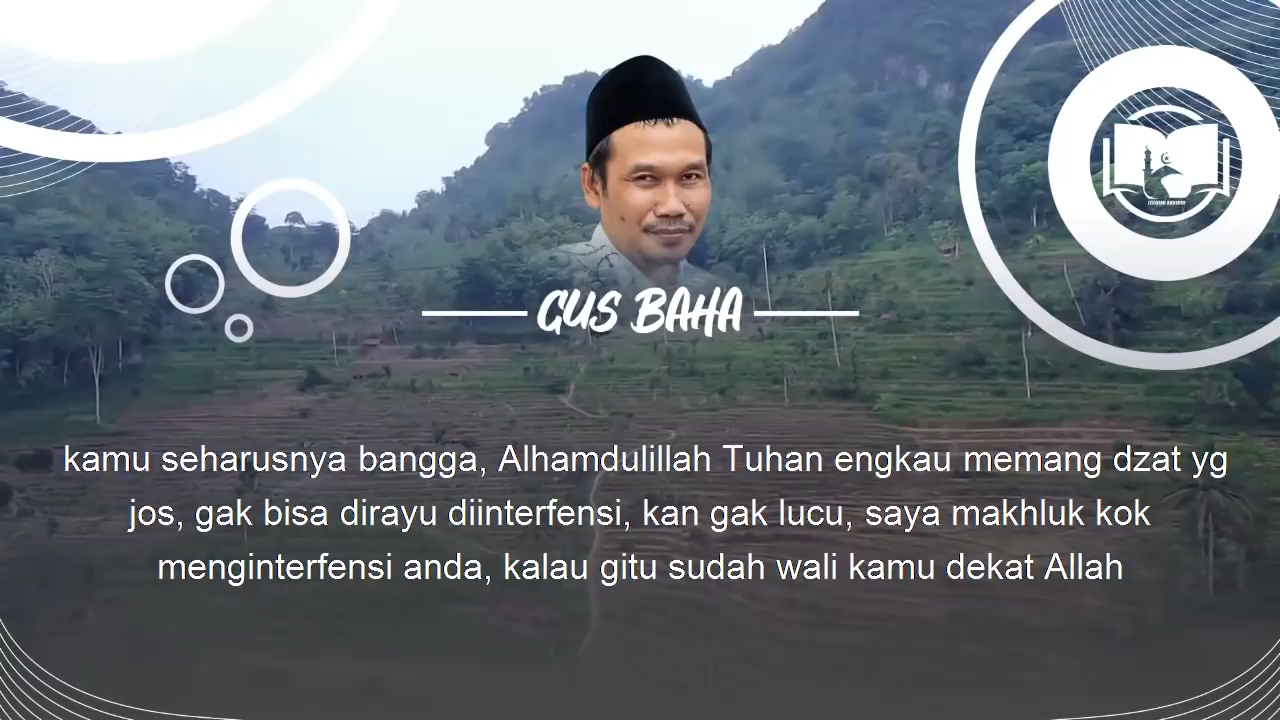 GUS BAHA
kamu seharusnya bangga, Alhamdulillah Tuhan engkau memang dzat yg
jos, gak bisa dirayu diinterfensi, kan gak lucu, saya makhluk kok
menginterfensi anda, kalau gitu sudah wali kamu dekat Allah